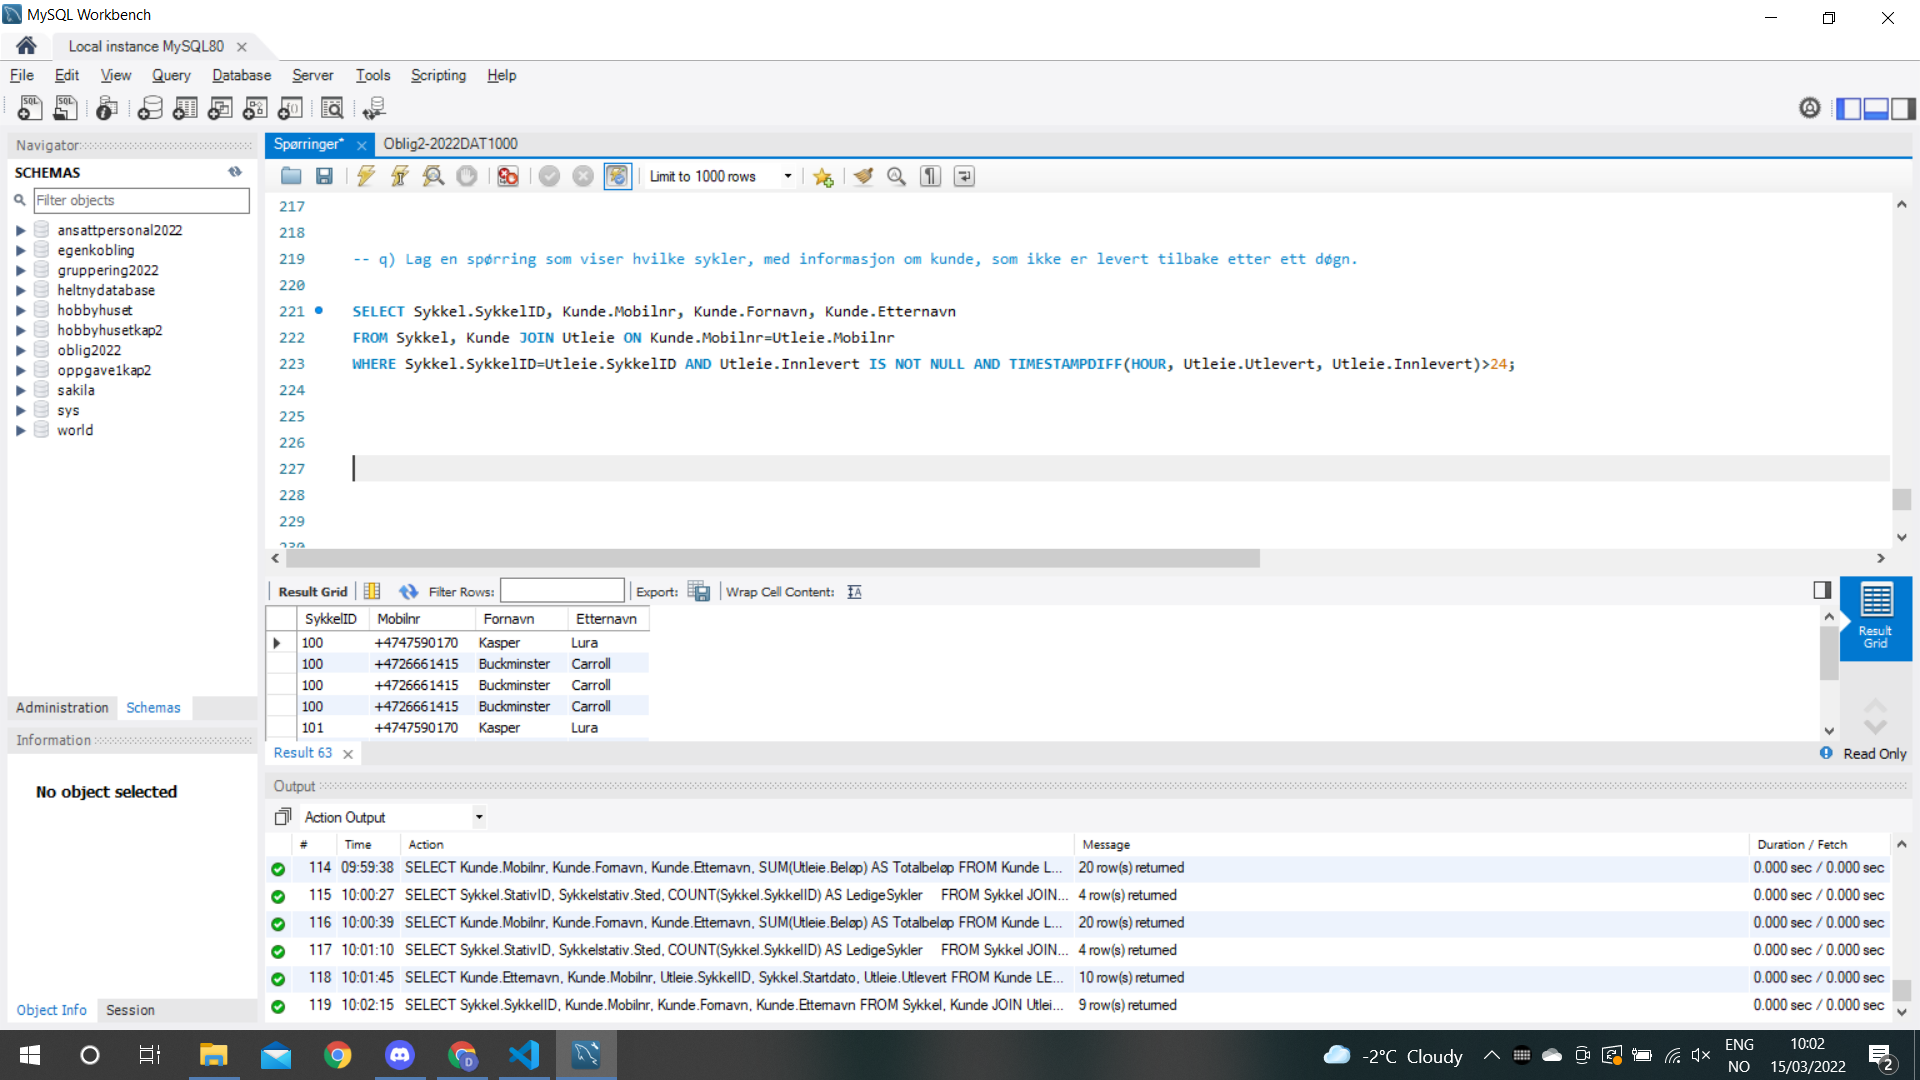 MySQL Workbench
Local instance MySQL80
File Edit View Query Database Server Tools Scripting Help
Navigator
SCHEMAS
Filter objects
ansattpersonal2022
egenkobling
gruppering2022
heltnydatabase
hobbyhuset
hobbyhusetkap2
oblig2022
oppgave1kap2
sakila
sys
world
Administration Schemas
Information
No object selected
Object Info Session
Spørringer* Oblig2-2022DAT1000
Limit to 1000 rows
217
218
219 -- q) Lag en spørring som viser hvilke sykler, med informasjon om kunde, som ikke er levert tilbake etter ett døgn.
220
221 SELECT Sykkel.SykkelID, Kunde.Mobilnr, Kunde.Fornavn, Kunde.Etternavn
222 FROM Sykkel, Kunde JOIN Utleie ON Kunde.Mobilnr=Utleie.Mobilnr
223 WHERE Sykkel.SykkelID=Utleie.SykkelID AND Utleie.Innlevert IS NOT NULL AND TIMESTAMPDIFF(HOUR, Utleie.Utlevert, Utleie.Innlevert)>24;
224
225
226
227
228
229
230
Result Grid Filter Rows: Export: Wrap Cell Content:
SykkelID Mobilnr Fornavn Etternavn
100 +4747590170 Kasper Lura
100 +4726661415 Buckminster Carroll
100 +4726661415 Buckminster Carroll
100 +4726661415 Buckminster Carroll
101 +4747590170 Kasper Lura
Result Grid
Result 63
Read Only
Output
Action Output
# Time Action Message Duration / Fetch
114 09:59:38 SELECT Kunde.Mobilnr, Kunde.Fornavn, Kunde.Etternavn, SUM(Utleie.Beløp) AS Totalbeløp FROM Kunde L... 20 row(s) returned 0.000 sec / 0.000 sec
115 10:00:27 SELECT Sykkel.StativID, Sykkelstativ.Sted, COUNT(Sykkel.SykkelID) AS LedigeSykler FROM Sykkel JOIN... 4 row(s) returned 0.000 sec / 0.000 sec
116 10:00:39 SELECT Kunde.Mobilnr, Kunde.Fornavn, Kunde.Etternavn, SUM(Utleie.Beløp) AS Totalbeløp FROM Kunde L... 20 row(s) returned 0.000 sec / 0.000 sec
117 10:01:10 SELECT Sykkel.StativID, Sykkelstativ.Sted, COUNT(Sykkel.SykkelID) AS LedigeSykler FROM Sykkel JOIN... 4 row(s) returned 0.000 sec / 0.000 sec
118 10:01:45 SELECT Kunde.Etternavn, Kunde.Mobilnr, Utleie.SykkelID, Sykkel.Startdato, Utleie.Utlevert FROM Kunde LE... 10 row(s) returned 0.000 sec / 0.000 sec
119 10:02:15 SELECT Sykkel.SykkelID, Kunde.Mobilnr, Kunde.Fornavn, Kunde.Etternavn FROM Sykkel, Kunde JOIN Utlei... 9 row(s) returned 0.000 sec / 0.000 sec
-2°C Cloudy
ENG
NO
10:02
15/03/2022
2